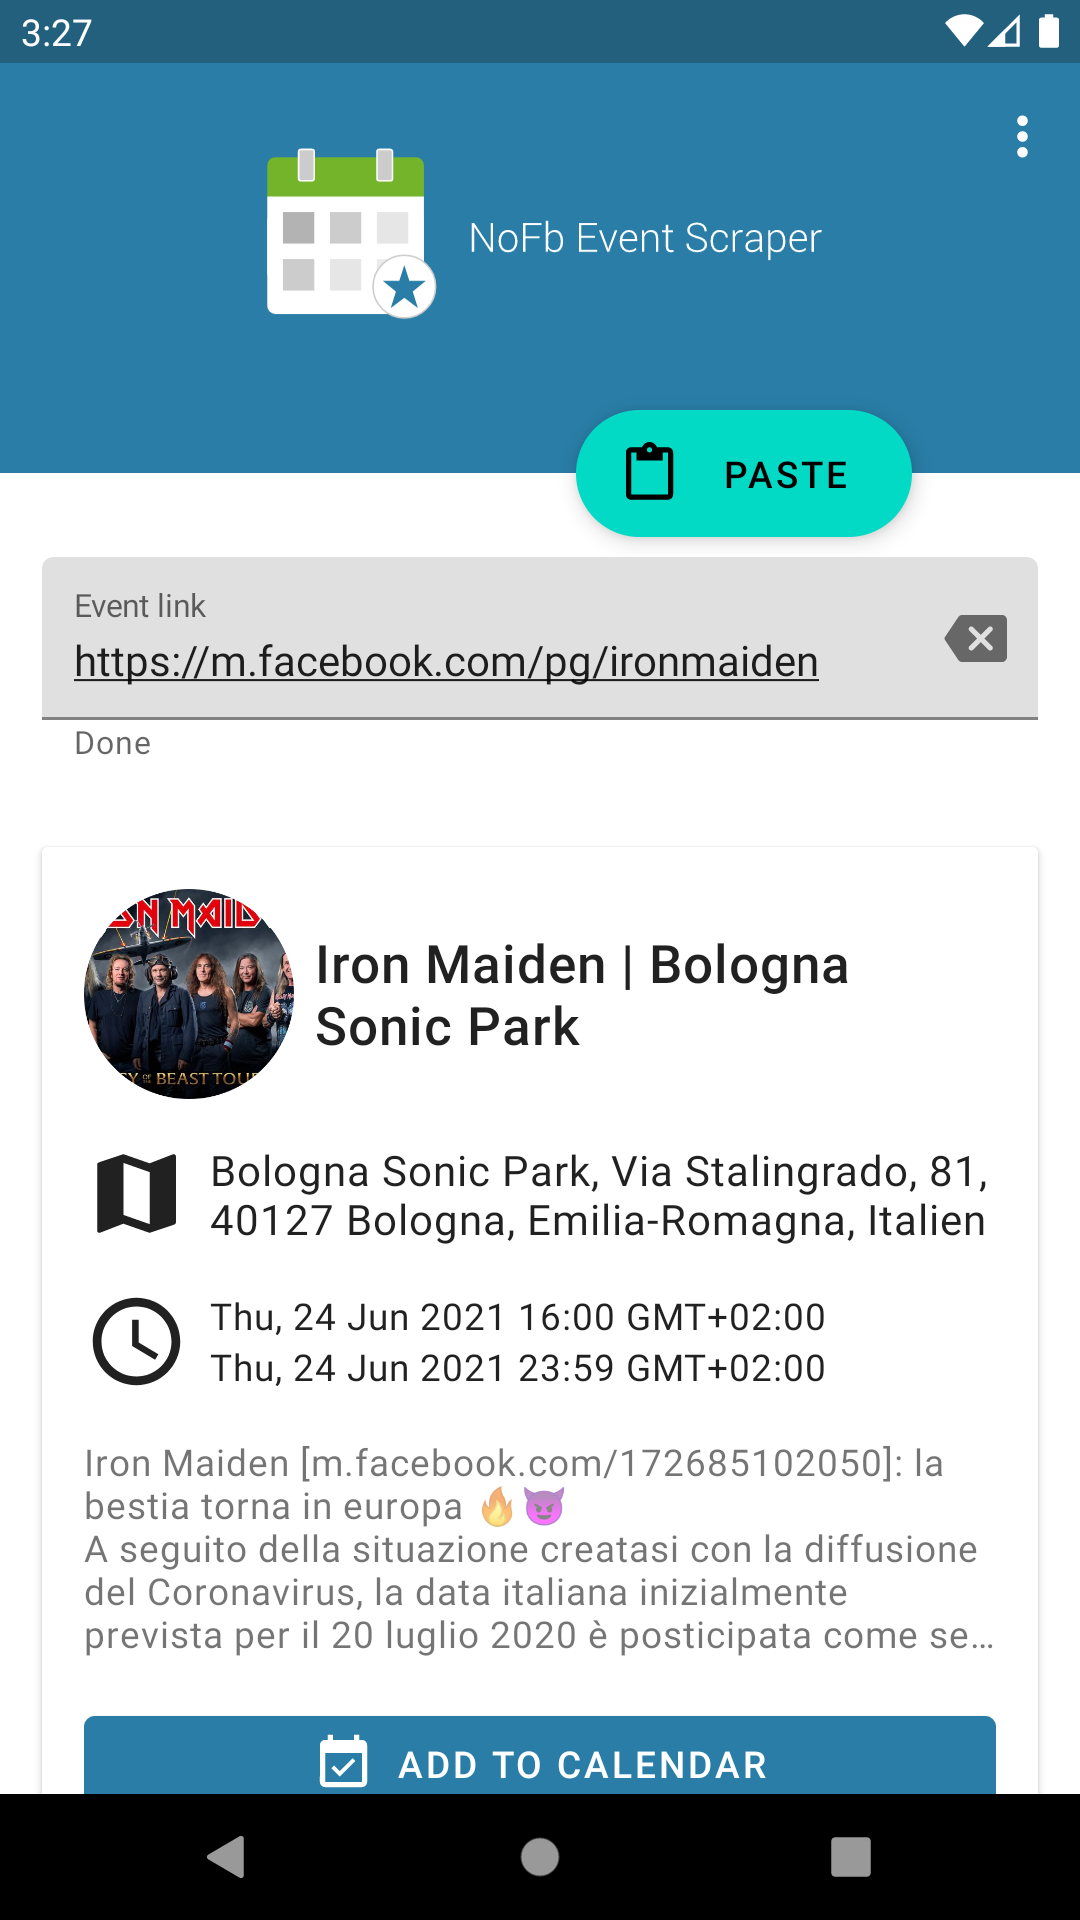 3:27
NoFb Event Scraper
PASTE
Event link
https://m.facebook.com/pg/ironmaiden
Done
ON MAID
Y OF THE BEAST TOU
Iron Maiden | Bologna
Sonic Park
Bologna Sonic Park, Via Stalingrado, 81,
40127 Bologna, Emilia-Romagna, Italien
Thu, 24 Jun 2021 16:00 GMT+02:00
Thu, 24 Jun 2021 23:59 GMT+02:00
Iron Maiden [m.facebook.com/172685102050]: la
bestia torna in europa 🔥😈
A seguito della situazione creatasi con la diffusione
del Coronavirus, la data italiana inizialmente
prevista per il 20 luglio 2020 è posticipata come se…
ADD TO CALENDAR